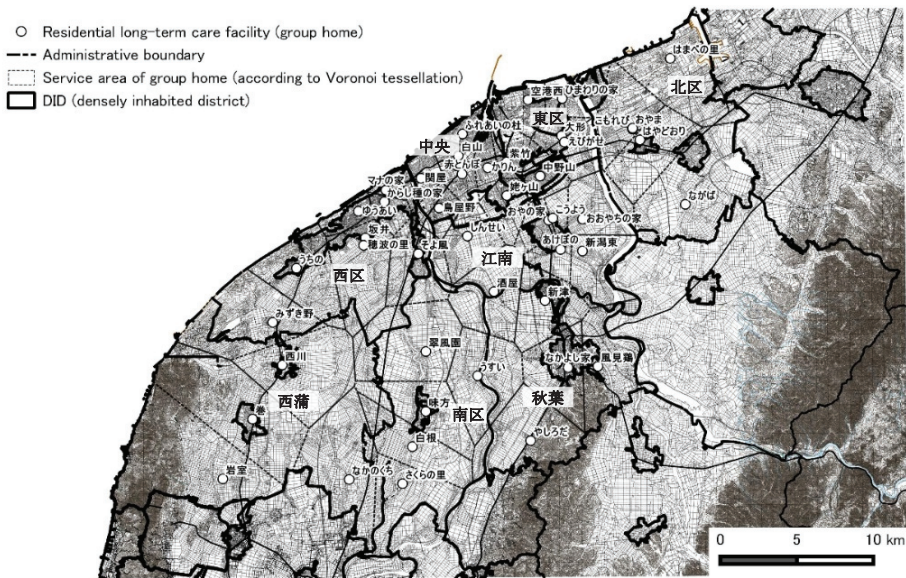 Residential long-term care facility (group home)
Administrative boundary
Service area of group home (according to Voronoi tessellation)
DID (densely inhabited district)
はまべの里
北区
空港西
ひまわりの家
東区
大形
こもれび
おやま
はやどおり
えびがせ
ふれあいの杜
中央
白山
紫竹
赤とんぼ
かりん
中野山
関屋
マナの家
からし種の家
姥ヶ山
ながば
ゆうあい
鳥屋野
おやの家
こうよう
おおやちの家
坂井
しんせい
穂波の里
そよ風
あけぼの
新潟東
うちの
西区
江南
酒屋
新津
みずき野
翠風園
西川
なかよし家
風見鶏
うすい
西蒲
秋葉
巻
味方
南区
白根
やしろだ
岩室
なかのくち
さくらの里
0 5 10 km